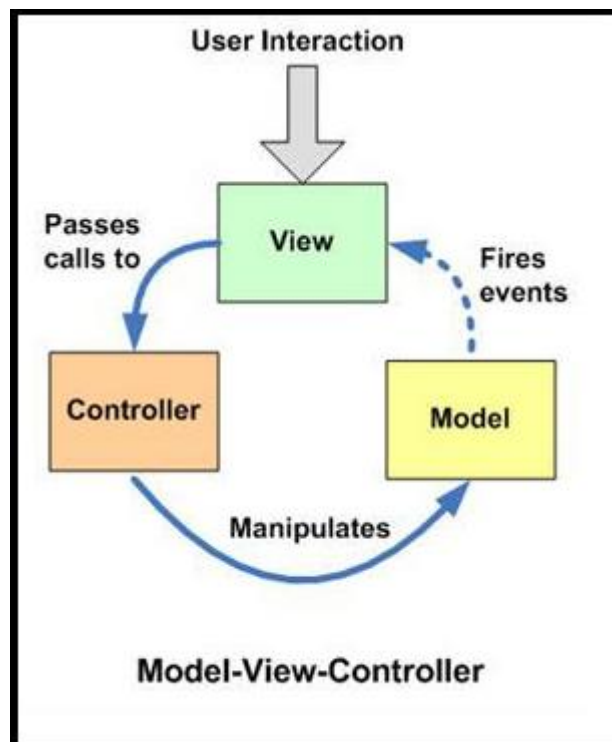 User Interaction
Passes
calls to
View
Fires
events
Controller
Model
Manipulates
Model-View-Controller